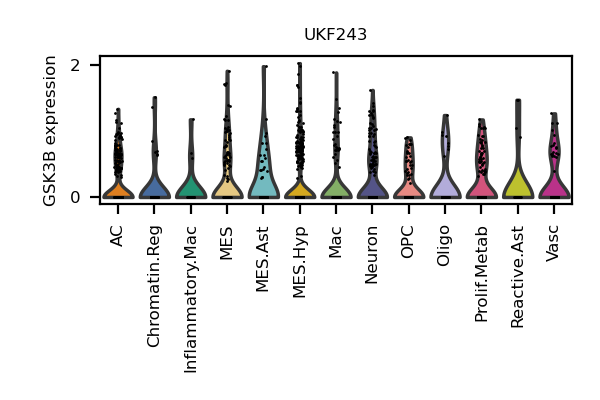 UKF243
GSK3B expression
2
0
AC
Chromatin.Reg
Inflammatory.Mac
MES
MES.Ast
MES.Hyp
Mac
Neuron
OPC
Oligo
Prolif.Metab
Reactive.Ast
Vasc